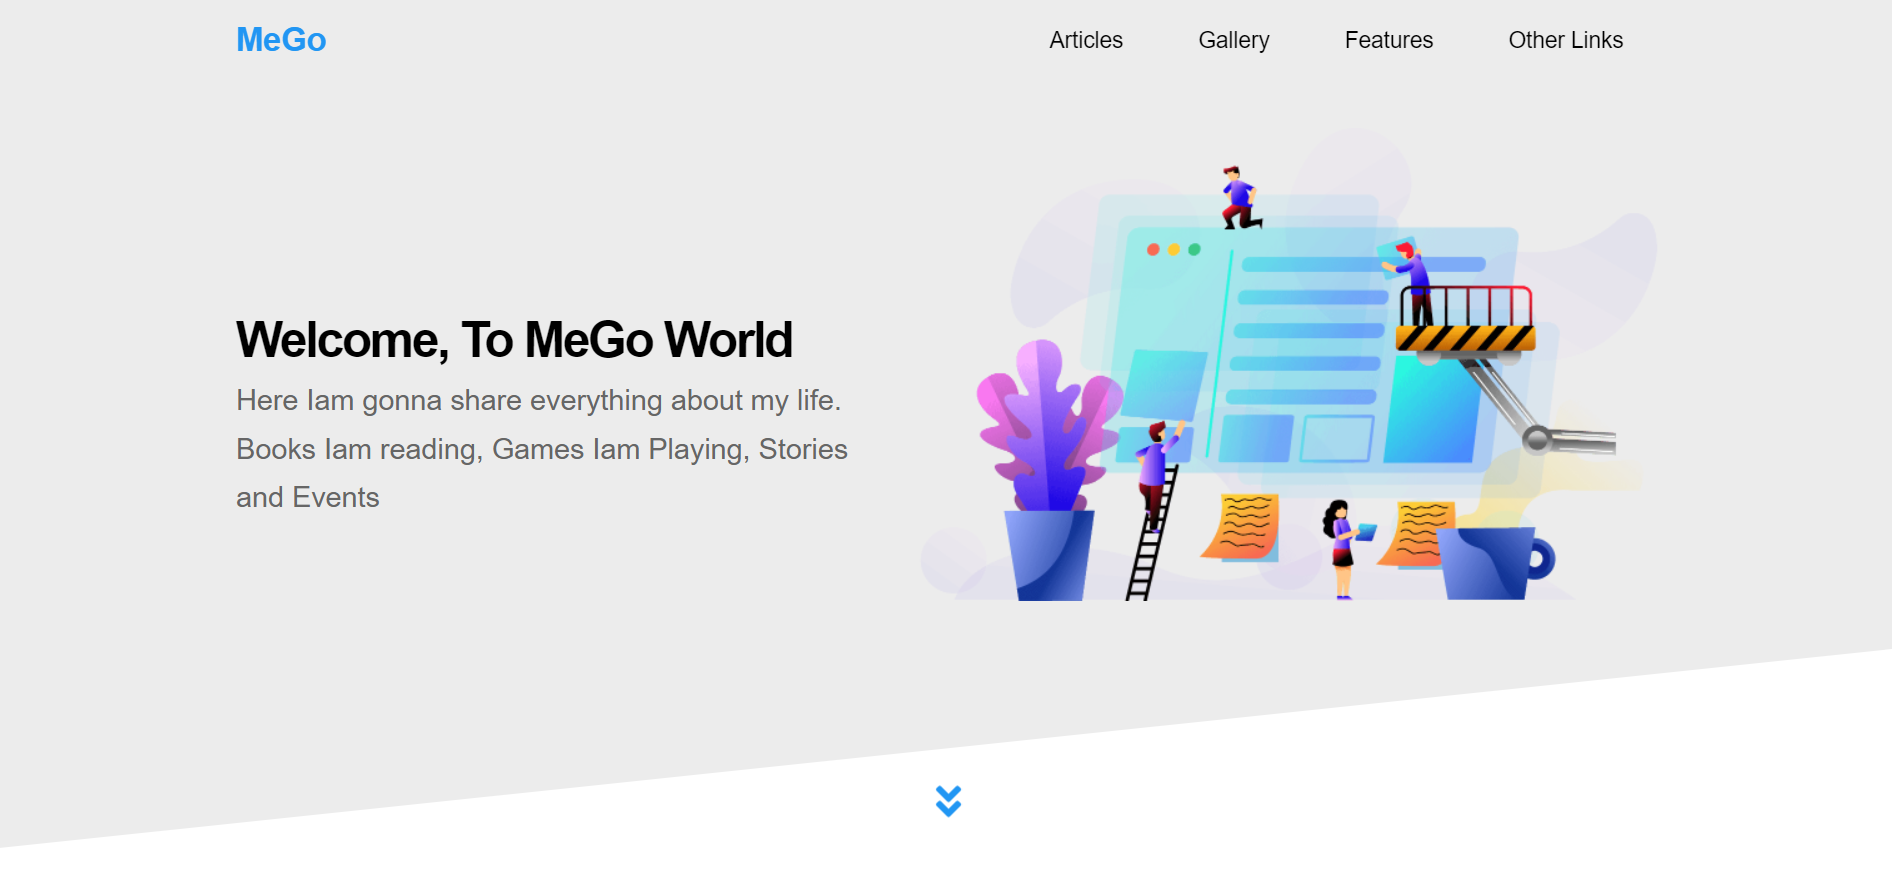 MeGo
Articles
Gallery
Features
Other Links
Welcome, To MeGo World
Here Iam gonna share everything about my life.
Books Iam reading, Games Iam Playing, Stories
and Events